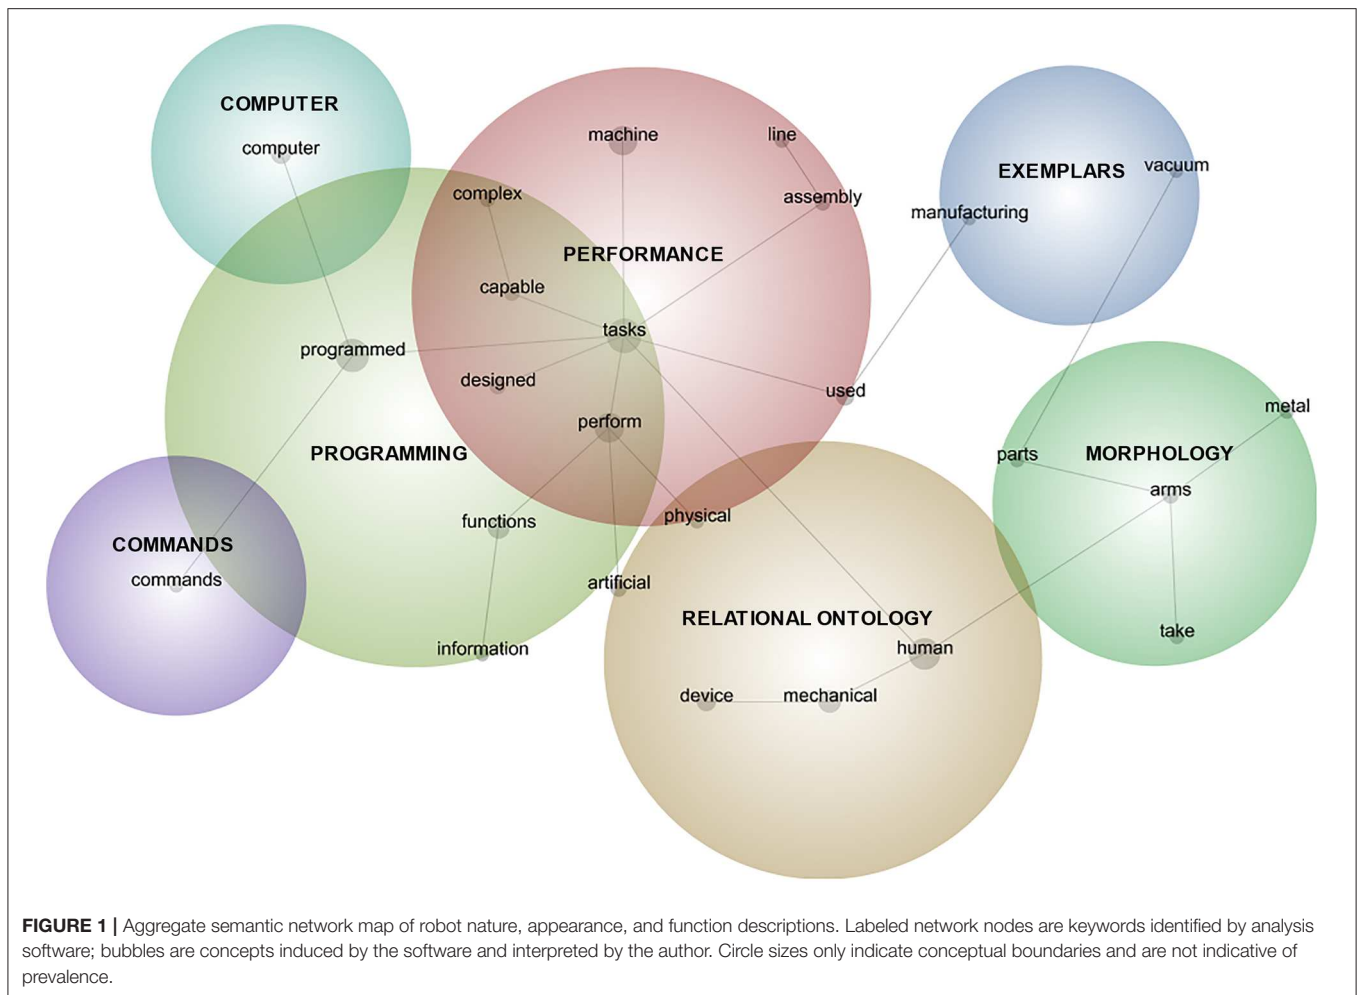 COMPUTER
computer
machine
line
complex
assembly
EXEMPLARS
vacuum
manufacturing
PERFORMANCE
capable
tasks
programmed
designed
used
perform
metal
PROGRAMMING
parts
MORPHOLOGY
arms
functions
physical
COMMANDS
commands
artificial
RELATIONAL ONTOLOGY
take
information
human
device
mechanical
FIGURE 1 | Aggregate semantic network map of robot nature, appearance, and function descriptions. Labeled network nodes are keywords identified by analysis
software; bubbles are concepts induced by the software and interpreted by the author. Circle sizes only indicate conceptual boundaries and are not indicative of
prevalence.